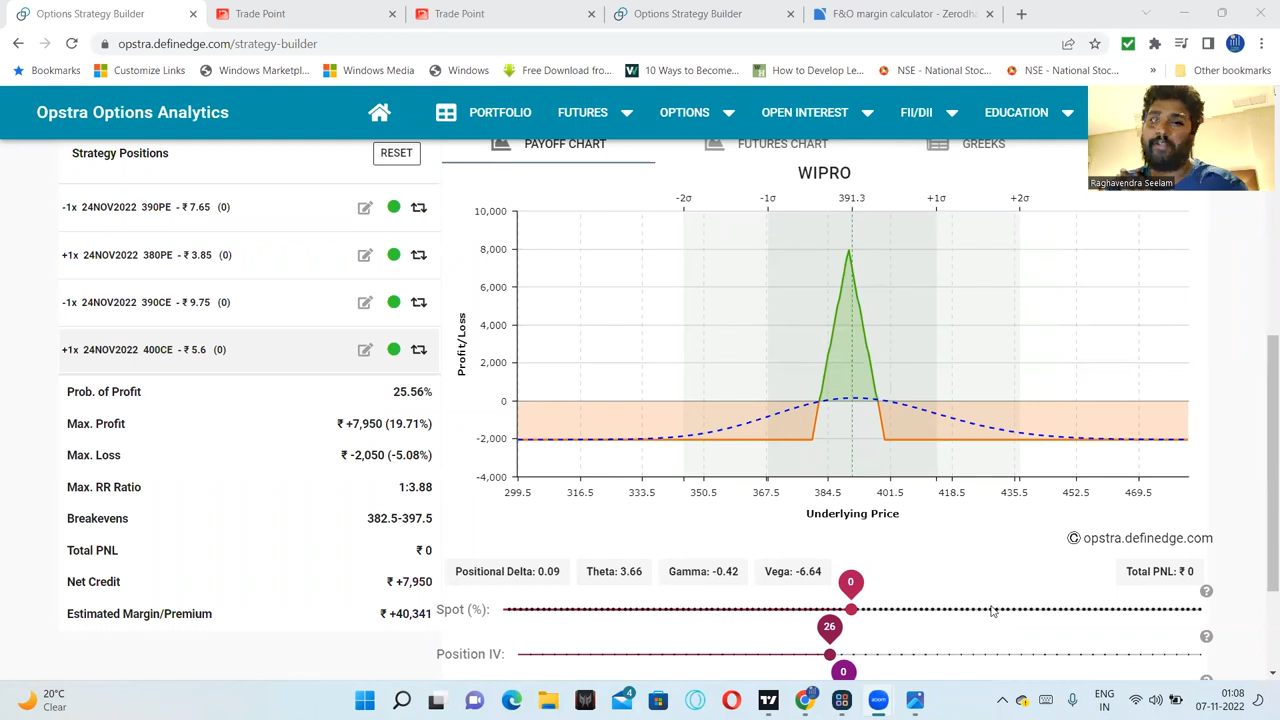 Options Strategy Builder
Trade Point
Trade Point
Options Strategy Builder
F&O margin calculator - Zerodha
opstra.definedge.com/strategy-builder
Bookmarks
Customize Links
Windows Marketpl...
Windows Media
Windows
Free Download fro...
10 Ways to Become...
How to Develop Le...
NSE - National Stoc...
NSE - National Stoc...
»
Other bookmarks
Opstra Options Analytics
PORTFOLIO
FUTURES
OPTIONS
OPEN INTEREST
FII/DII
EDUCATION
Raghavendra Seelam
Strategy Positions
RESET
PAYOFF CHART
FUTURES CHART
GREEKS
-1x 24NOV2022 390PE - ₹ 7.65 (0)
+1x 24NOV2022 380PE - ₹ 3.85 (0)
-1x 24NOV2022 390CE - ₹ 9.75 (0)
+1x 24NOV2022 400CE - ₹ 5.6 (0)
Prob. of Profit 25.56%
Max. Profit ₹ +7,950 (19.71%)
Max. Loss ₹ -2,050 (-5.08%)
Max. RR Ratio 1:3.88
Breakevens 382.5-397.5
Total PNL ₹ 0
Net Credit ₹ +7,950
Estimated Margin/Premium ₹ +40,341
WIPRO
-2σ -1σ 391.3 +1σ +2σ
10,000
8,000
6,000
4,000
2,000
0
-2,000
-4,000
Profit/Loss
299.5 316.5 333.5 350.5 367.5 384.5 401.5 418.5 435.5 452.5 469.5
Underlying Price
© opstra.definedge.com
Positional Delta: 0.09
Theta: 3.66
Gamma: -0.42
Vega: -6.64
Total PNL: ₹ 0
0
Spot (%):
26
Position IV:
0
20°C
Clear
4
ENG
IN
01:08
07-11-2022